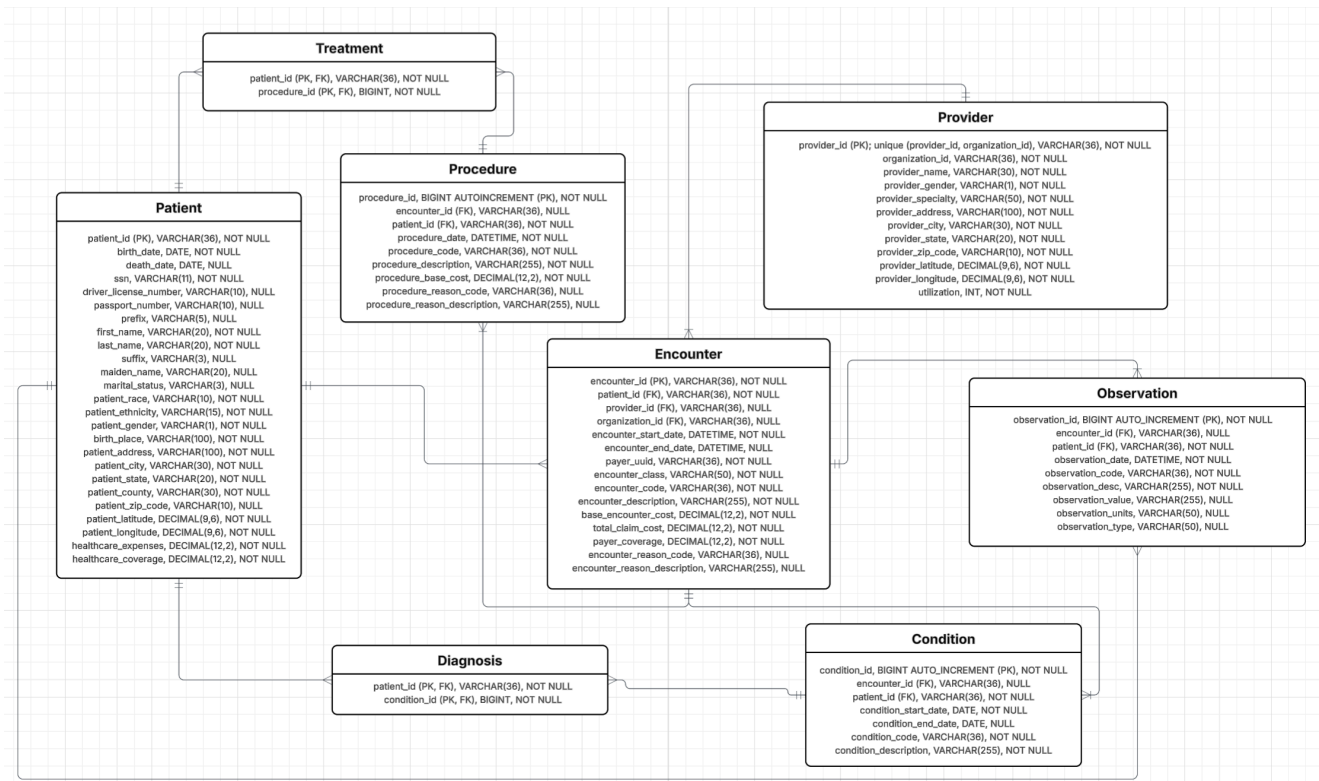 Treatment
patient_id (PK, FK), VARCHAR(36), NOT NULL
procedure_id (PK, FK), BIGINT, NOT NULL
Provider
provider_id (PK); unique (provider_id, organization_id), VARCHAR(36), NOT NULL
organization_id, VARCHAR(36), NOT NULL
provider_name, VARCHAR(30), NOT NULL
provider_gender, VARCHAR(1), NOT NULL
provider_specialty, VARCHAR(50), NOT NULL
provider_address, VARCHAR(100), NOT NULL
provider_city, VARCHAR(30), NOT NULL
provider_state, VARCHAR(20), NOT NULL
provider_zip_code, VARCHAR(10), NOT NULL
provider_latitude, DECIMAL(9,6), NOT NULL
provider_longitude, DECIMAL(9,6), NOT NULL
utilization, INT, NOT NULL
Procedure
procedure_id, BIGINT AUTOINCREMENT (PK), NOT NULL
encounter_id (FK), VARCHAR(36), NULL
patient_id (FK), VARCHAR(36), NOT NULL
procedure_date, DATETIME, NOT NULL
procedure_code, VARCHAR(36), NOT NULL
procedure_description, VARCHAR(255), NOT NULL
procedure_base_cost, DECIMAL(12,2), NOT NULL
procedure_reason_code, VARCHAR(36), NULL
procedure_reason_description, VARCHAR(255), NULL
Patient
patient_id (PK), VARCHAR(36), NOT NULL
birth_date, DATE, NOT NULL
death_date, DATE, NULL
ssn, VARCHAR(11), NOT NULL
driver_license_number, VARCHAR(10), NULL
passport_number, VARCHAR(10), NULL
prefix, VARCHAR(5), NULL
first_name, VARCHAR(20), NOT NULL
last_name, VARCHAR(20), NOT NULL
suffix, VARCHAR(3), NULL
maiden_name, VARCHAR(20), NULL
marital_status, VARCHAR(3), NULL
patient_race, VARCHAR(10), NOT NULL
patient_ethnicity, VARCHAR(15), NOT NULL
patient_gender, VARCHAR(1), NOT NULL
birth_place, VARCHAR(100), NOT NULL
patient_address, VARCHAR(100), NOT NULL
patient_city, VARCHAR(30), NOT NULL
patient_state, VARCHAR(20), NOT NULL
patient_county, VARCHAR(30), NOT NULL
patient_zip_code, VARCHAR(10), NULL
patient_latitude, DECIMAL(9,6), NOT NULL
patient_longitude, DECIMAL(9,6), NOT NULL
healthcare_expenses, DECIMAL(12,2), NOT NULL
healthcare_coverage, DECIMAL(12,2), NOT NULL
Encounter
encounter_id (PK), VARCHAR(36), NOT NULL
patient_id (FK), VARCHAR(36), NOT NULL
provider_id (FK), VARCHAR(36), NULL
organization_id (FK), VARCHAR(36), NULL
encounter_start_date, DATETIME, NOT NULL
encounter_end_date, DATETIME, NULL
payer_uuid, VARCHAR(36), NOT NULL
encounter_class, VARCHAR(50), NOT NULL
encounter_code, VARCHAR(36), NOT NULL
encounter_description, VARCHAR(255), NOT NULL
base_encounter_cost, DECIMAL(12,2), NOT NULL
total_claim_cost, DECIMAL(12,2), NOT NULL
payer_coverage, DECIMAL(12,2), NOT NULL
encounter_reason_code, VARCHAR(36), NULL
encounter_reason_description, VARCHAR(255), NULL
Observation
observation_id, BIGINT AUTO_INCREMENT (PK), NOT NULL
encounter_id (FK), VARCHAR(36), NULL
patient_id (FK), VARCHAR(36), NOT NULL
observation_date, DATETIME, NOT NULL
observation_code, VARCHAR(36), NOT NULL
observation_desc, VARCHAR(255), NOT NULL
observation_value, VARCHAR(255), NULL
observation_units, VARCHAR(50), NULL
observation_type, VARCHAR(50), NULL
Diagnosis
patient_id (PK, FK), VARCHAR(36), NOT NULL
condition_id (PK, FK), BIGINT, NOT NULL
Condition
condition_id, BIGINT AUTO_INCREMENT (PK), NOT NULL
encounter_id (FK), VARCHAR(36), NULL
patient_id (FK), VARCHAR(36), NOT NULL
condition_start_date, DATE, NOT NULL
condition_end_date, DATE, NULL
condition_code, VARCHAR(36), NOT NULL
condition_description, VARCHAR(255), NOT NULL